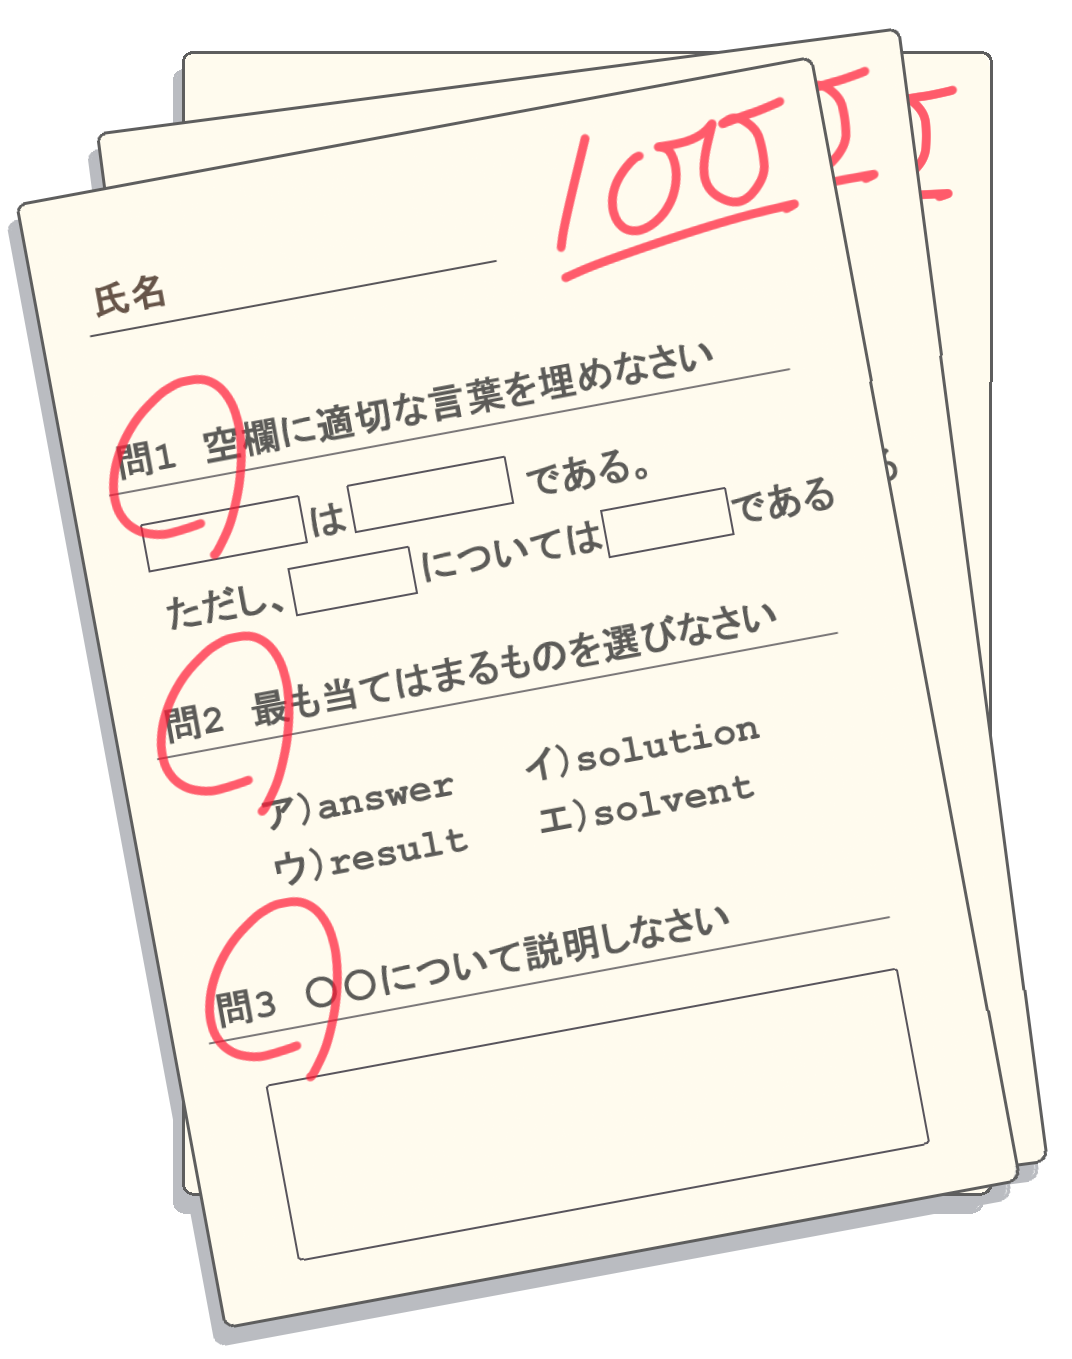 100
氏名
問1 空欄に適切な言葉を埋めなさい
は である。
ただし、 については である
問2 最も当てはまるものを選びなさい
ア)answer イ)solution
ウ)result エ)solvent
問3 〇〇について説明しなさい